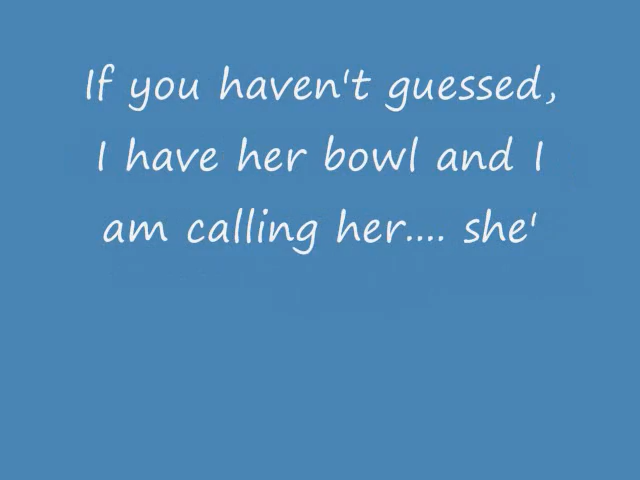 If you haven't guessed,
I have her bowl and I
am calling her.... she'